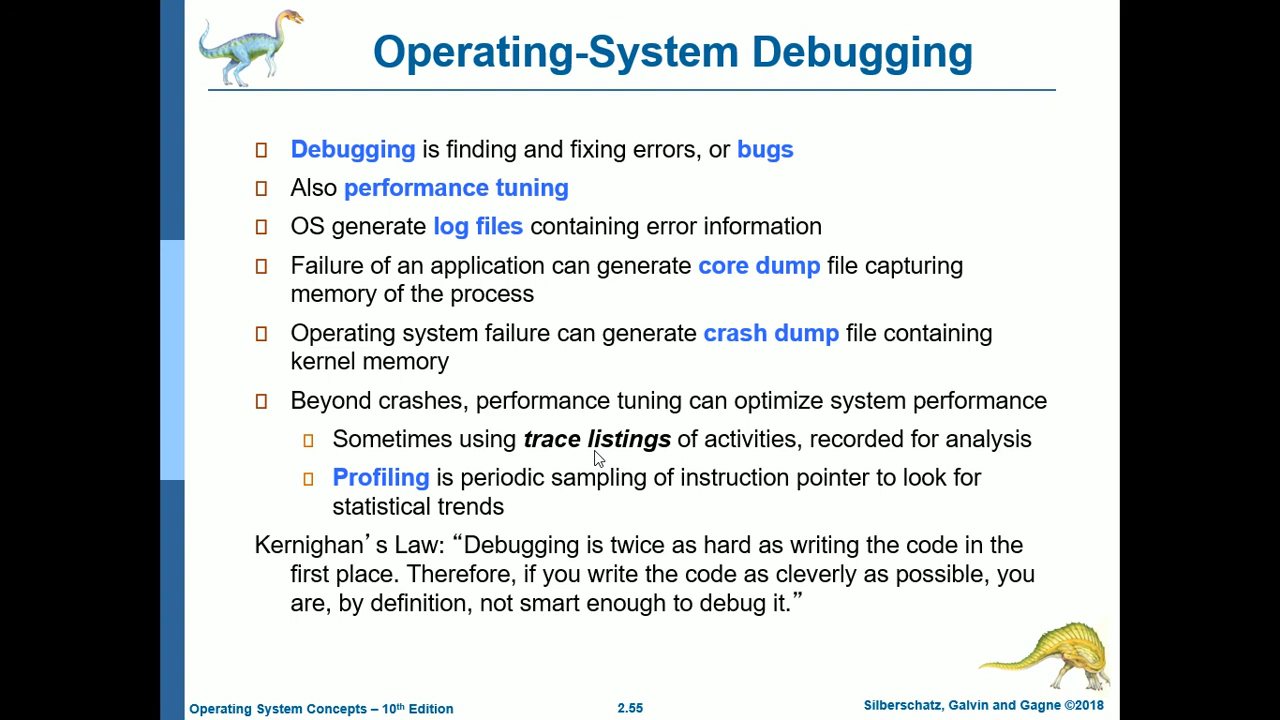 Operating-System Debugging
Debugging is finding and fixing errors, or bugs
Also performance tuning
OS generate log files containing error information
Failure of an application can generate core dump file capturing
memory of the process
Operating system failure can generate crash dump file containing
kernel memory
Beyond crashes, performance tuning can optimize system performance
Sometimes using trace listings of activities, recorded for analysis
Profiling is periodic sampling of instruction pointer to look for
statistical trends
Kernighan’s Law: “Debugging is twice as hard as writing the code in the
first place. Therefore, if you write the code as cleverly as possible, you
are, by definition, not smart enough to debug it.”
Operating System Concepts – 10th Edition
2.55
Silberschatz, Galvin and Gagne ©2018